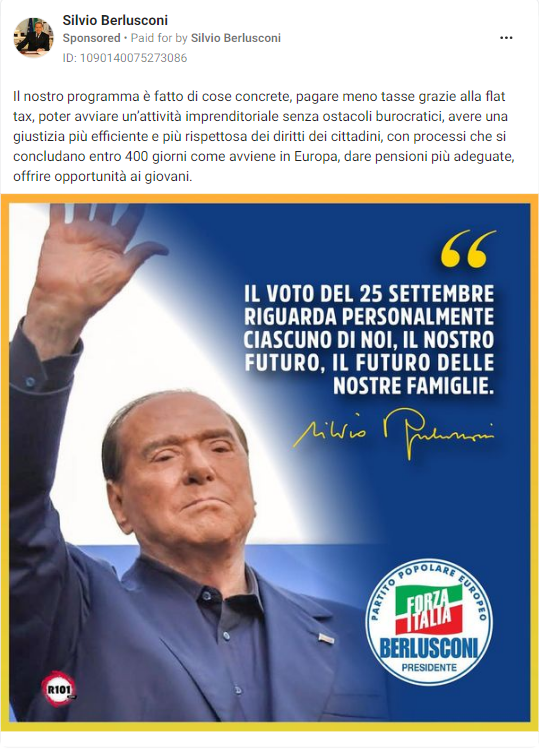 Silvio Berlusconi
Sponsored • Paid for by Silvio Berlusconi
ID: 1090140075273086
Il nostro programma è fatto di cose concrete, pagare meno tasse grazie alla flat
tax, poter avviare un'attività imprenditoriale senza ostacoli burocratici, avere una
giustizia più efficiente e più rispettosa dei diritti dei cittadini, con processi che si
concludano entro 400 giorni come avviene in Europa, dare pensioni più adeguate,
offrire opportunità ai giovani.
“
IL VOTO DEL 25 SETTEMBRE
RIGUARDA PERSONALMENTE
CIASCUNO DI NOI, IL NOSTRO
FUTURO, IL FUTURO DELLE
NOSTRE FAMIGLIE.
Silvio Berlusconi
PARTITO POPOLARE EUROPEO
FORZA
ITALIA
BERLUSCONI
PRESIDENTE
R101